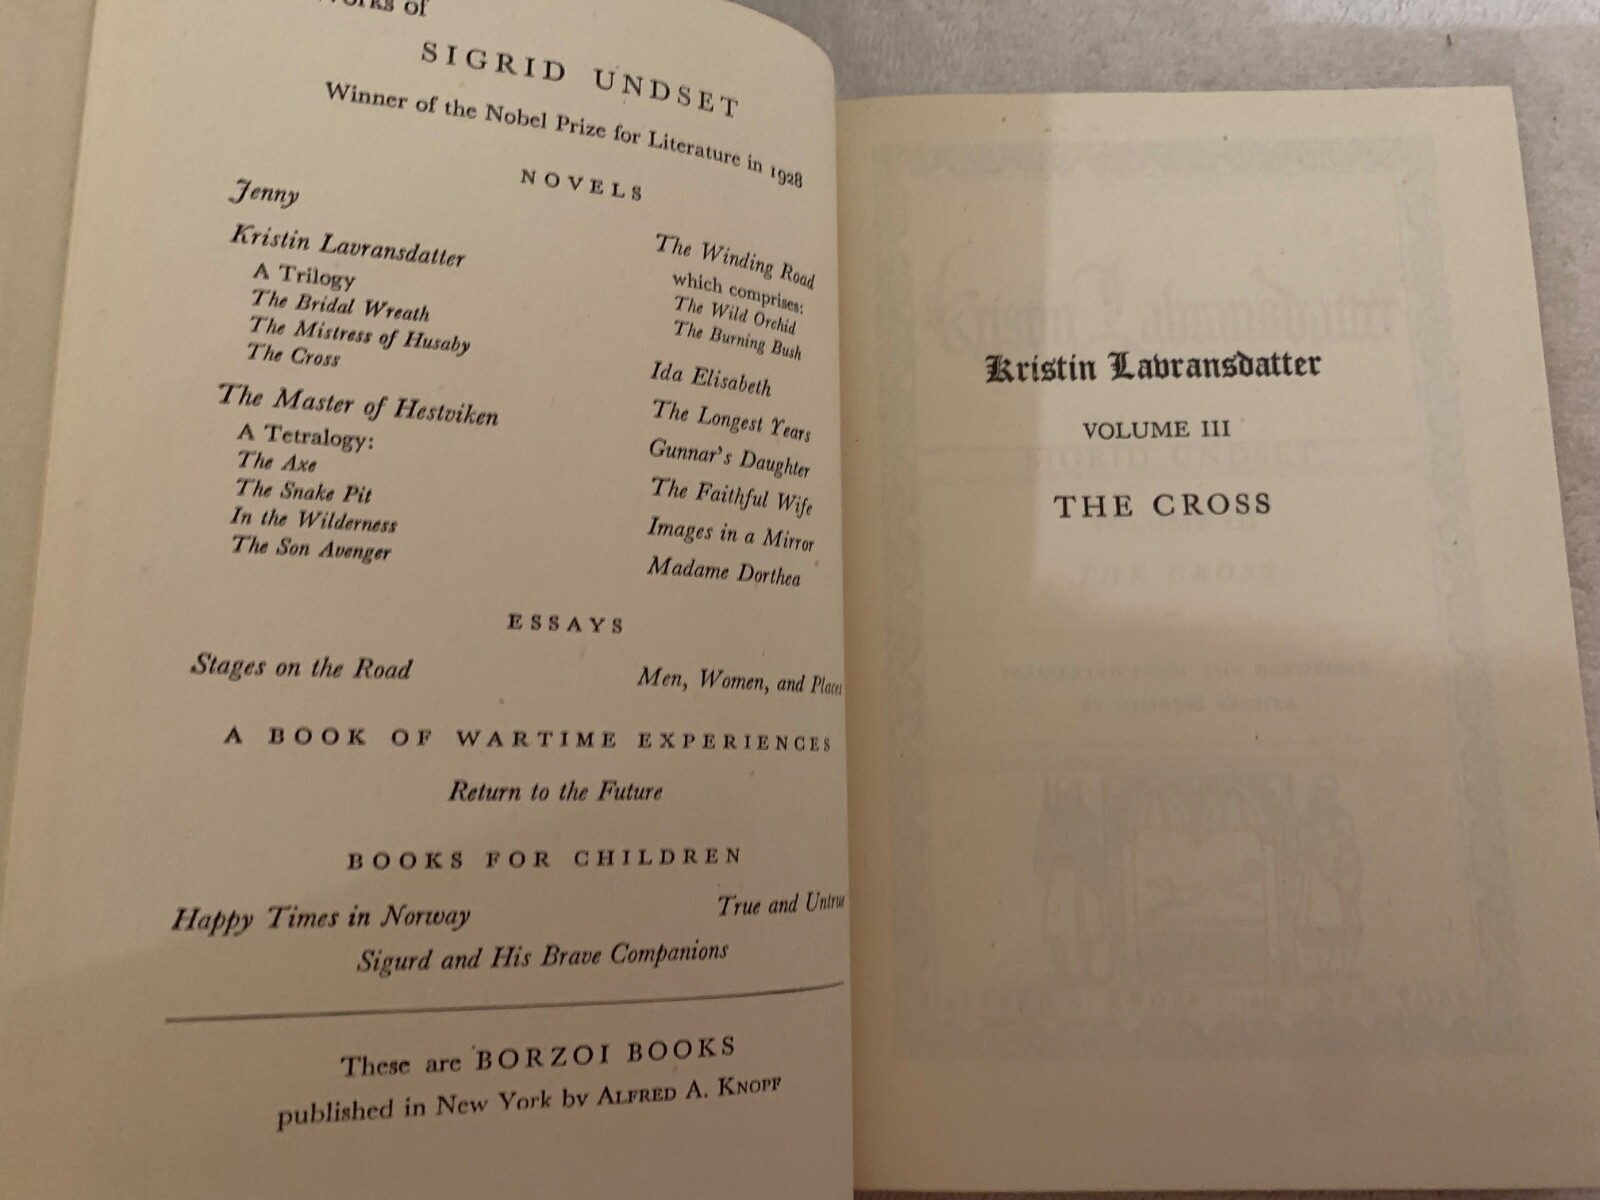 Works of
SIGRID UNDSET
Winner of the Nobel Prize for Literature in 1928
NOVELS
Jenny
Kristin Lavransdatter
A Trilogy
The Bridal Wreath
The Mistress of Husaby
The Cross
The Master of Hestviken
A Tetralogy:
The Axe
The Snake Pit
In the Wilderness
The Son Avenger
The Winding Road
which comprises:
The Wild Orchid
The Burning Bush
Ida Elisabeth
The Longest Years
Gunnar's Daughter
The Faithful Wife
Images in a Mirror
Madame Dorthea
ESSAYS
Stages on the Road
Men, Women, and Places
A BOOK OF WARTIME EXPERIENCES
Return to the Future
BOOKS FOR CHILDREN
Happy Times in Norway
True and Untrue
Sigurd and His Brave Companions
These are BORZOI BOOKS
published in New York by ALFRED A. KNOPF
Kristin Lavransdatter
VOLUME III
THE CROSS